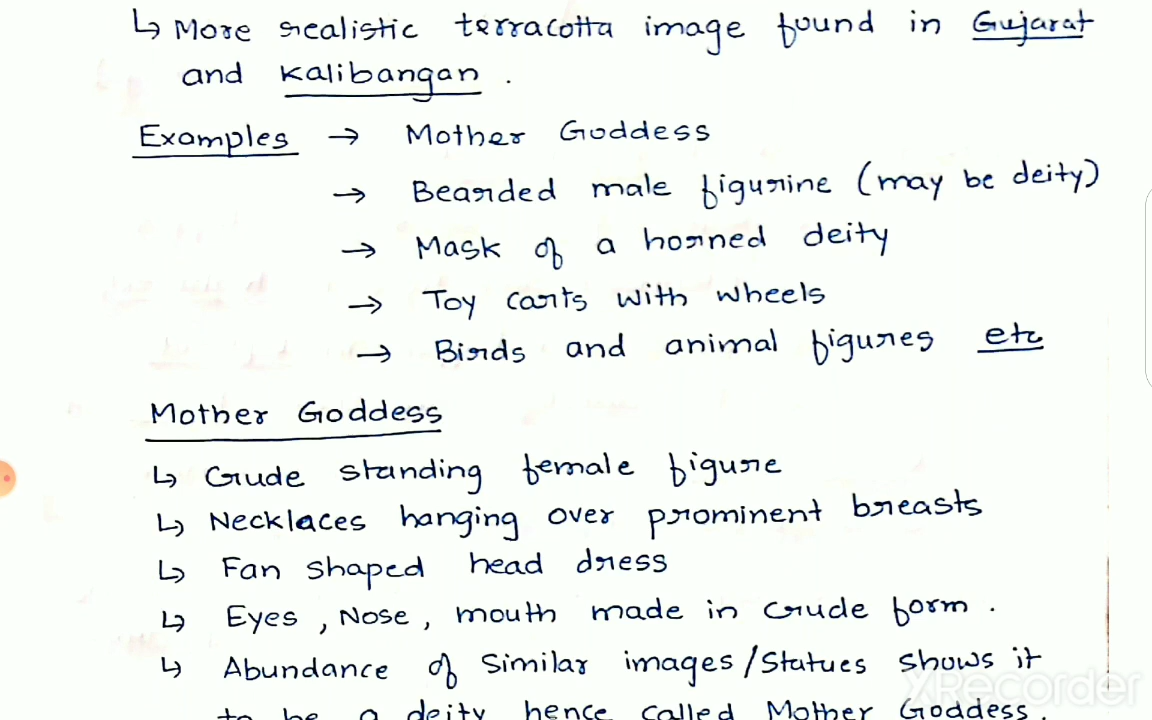 ↳ More realistic terracotta image found in Gujarat
and Kalibangan .
Examples → Mother Goddess
→ Bearded male figurine (may be deity)
→ Mask of a horned deity
→ Toy carts with wheels
→ Birds and animal figures etc
Mother Goddess
↳ Crude standing female figure
↳ Necklaces hanging over prominent breasts
↳ Fan shaped head dress
↳ Eyes , Nose , mouth made in crude form .
↳ Abundance of Similar images/Statues shows it
to be a deity hence called Mother Goddess.
XRecorder